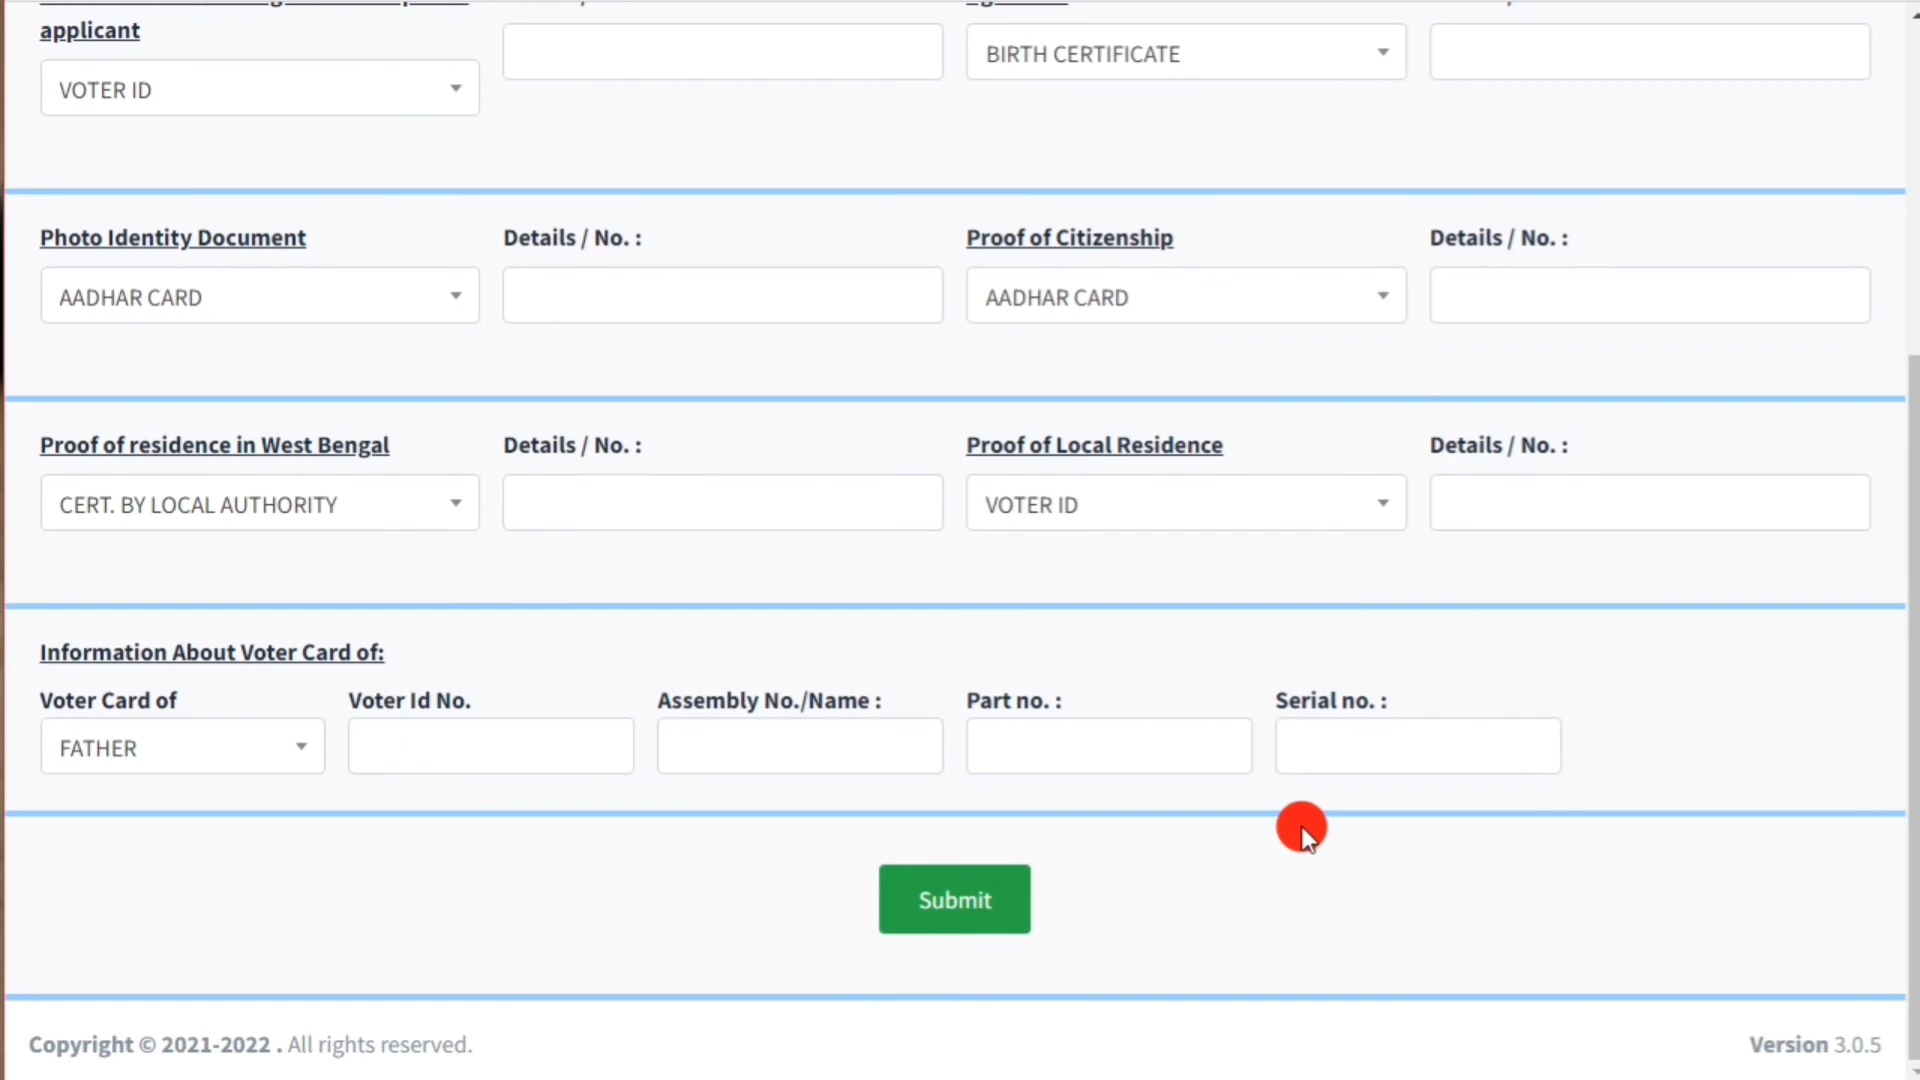 applicant
VOTER ID
BIRTH CERTIFICATE
Photo Identity Document Details / No. : Proof of Citizenship Details / No. :
AADHAR CARD AADHAR CARD
Proof of residence in West Bengal Details / No. : Proof of Local Residence Details / No. :
CERT. BY LOCAL AUTHORITY VOTER ID
Information About Voter Card of:
Voter Card of Voter Id No. Assembly No./Name : Part no. : Serial no. :
FATHER
Submit
Copyright © 2021-2022 . All rights reserved. Version 3.0.5